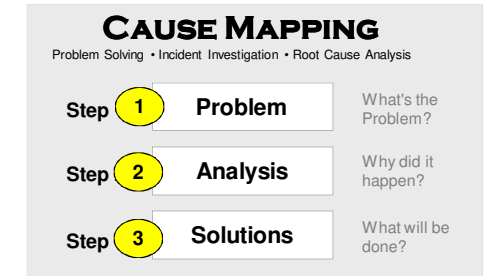 CAUSE MAPPING
Problem Solving • Incident Investigation • Root Cause Analysis
Step 1 Problem What's the
Problem?
Step 2 Analysis Why did it
happen?
Step 3 Solutions What will be
done?